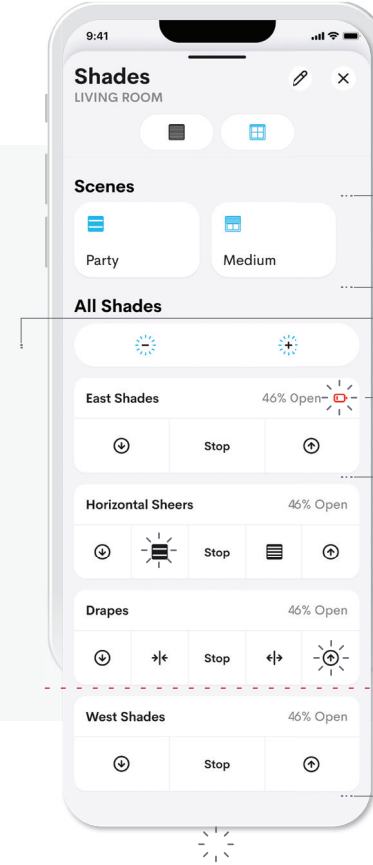 9:41
Shades
LIVING ROOM
Scenes
Party
Medium
All Shades
East Shades 46% Open
Stop
Horizontal Sheers 46% Open
Stop
Drapes 46% Open
Stop
West Shades 46% Open
Stop